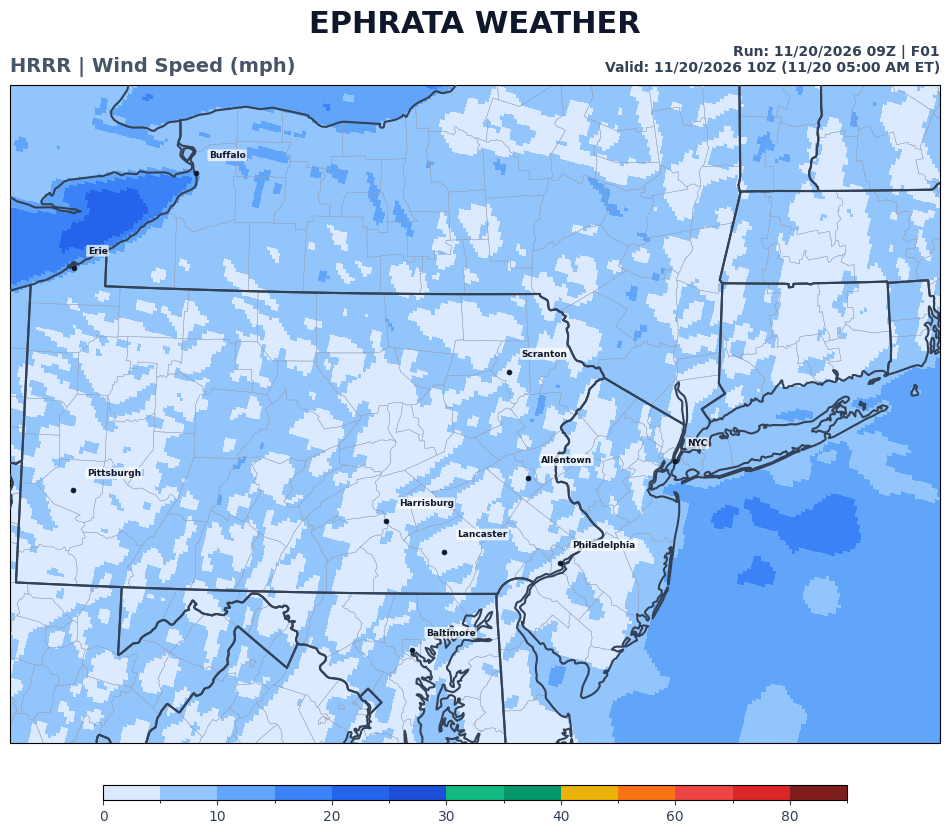 EPHRATA WEATHER
Run: 11/20/2026 09Z | F01
HRRR | Wind Speed (mph)
Valid: 11/20/2026 10Z (11/20 05:00 AM ET)
Buffalo
Erie
Scranton
NYC
Allentown
Pittsburgh
Harrisburg
Lancaster
Philadelphia
Baltimore
0 10 20 30 40 60 80